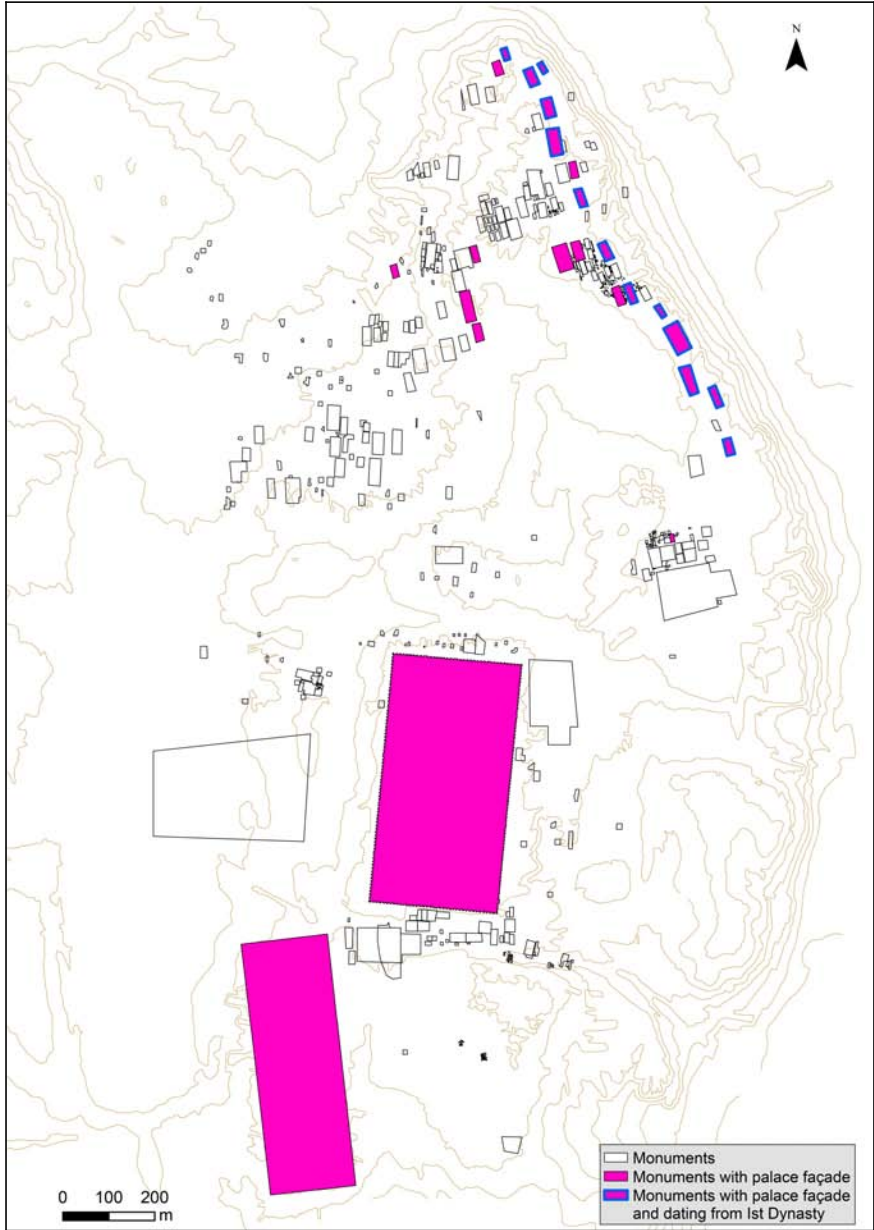 N
Monuments
Monuments with palace façade
Monuments with palace façade
and dating from Ist Dynasty
0 100 200
m